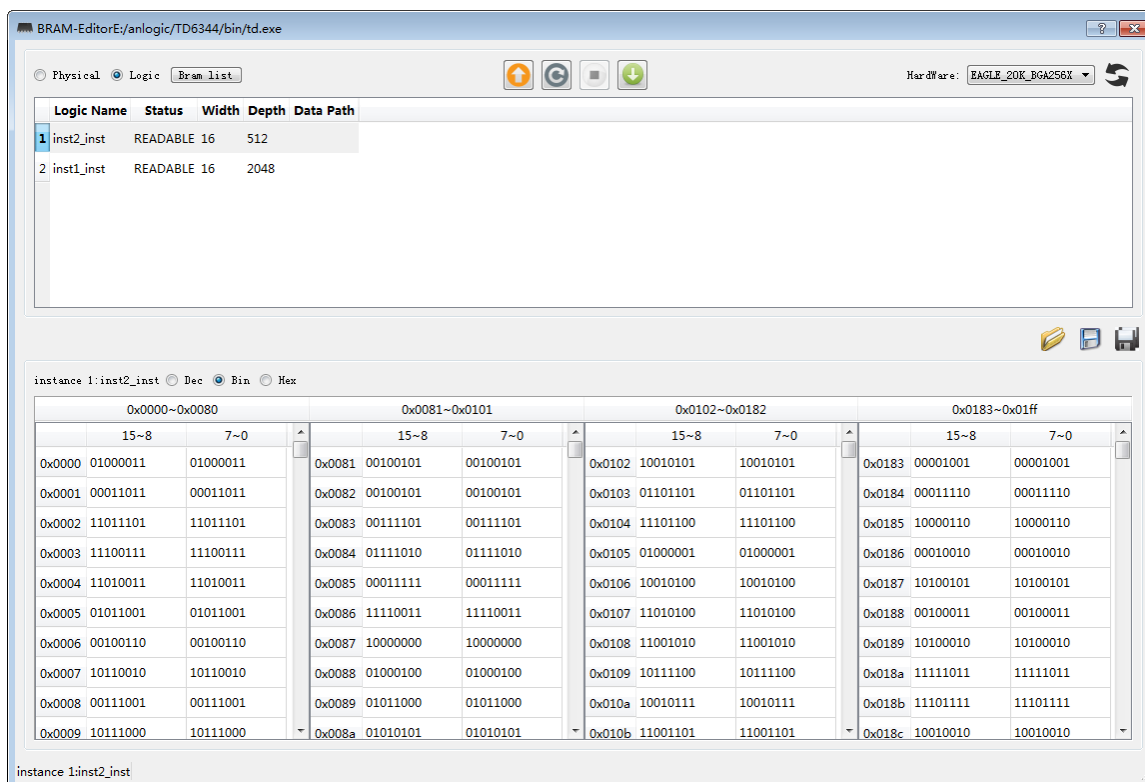 BRAM-EditorE:/anlogic/TD6344/bin/td.exe
Physical Logic Bram list HardWare: EAGLE_20K_BGA256X
Logic Name Status Width Depth Data Path
1 inst2_inst READABLE 16 512
2 inst1_inst READABLE 16 2048
instance 1:inst2_inst Dec Bin Hex
0x0000~0x0080 0x0081~0x0101 0x0102~0x0182 0x0183~0x01ff
15~8 7~0 15~8 7~0 15~8 7~0 15~8 7~0
0x0000 01000011 01000011 0x0081 00100101 00100101 0x0102 10010101 10010101 0x0183 00001001 00001001
0x0001 00011011 00011011 0x0082 00100101 00100101 0x0103 01101101 01101101 0x0184 00011110 00011110
0x0002 11011101 11011101 0x0083 00111101 00111101 0x0104 11101100 11101100 0x0185 10000110 10000110
0x0003 11100111 11100111 0x0084 01111010 01111010 0x0105 01000001 01000001 0x0186 00010010 00010010
0x0004 11010011 11010011 0x0085 00011111 00011111 0x0106 10010100 10010100 0x0187 10100101 10100101
0x0005 01011001 01011001 0x0086 11110011 11110011 0x0107 11010100 11010100 0x0188 00100011 00100011
0x0006 00100110 00100110 0x0087 10000000 10000000 0x0108 11001010 11001010 0x0189 10100010 10100010
0x0007 10110010 10110010 0x0088 01000100 01000100 0x0109 10111100 10111100 0x018a 11111011 11111011
0x0008 00111001 00111001 0x0089 01011000 01011000 0x010a 10010111 10010111 0x018b 11101111 11101111
0x0009 10111000 10111000 0x008a 01010101 01010101 0x010b 11001101 11001101 0x018c 10010010 10010010
instance 1:inst2_inst